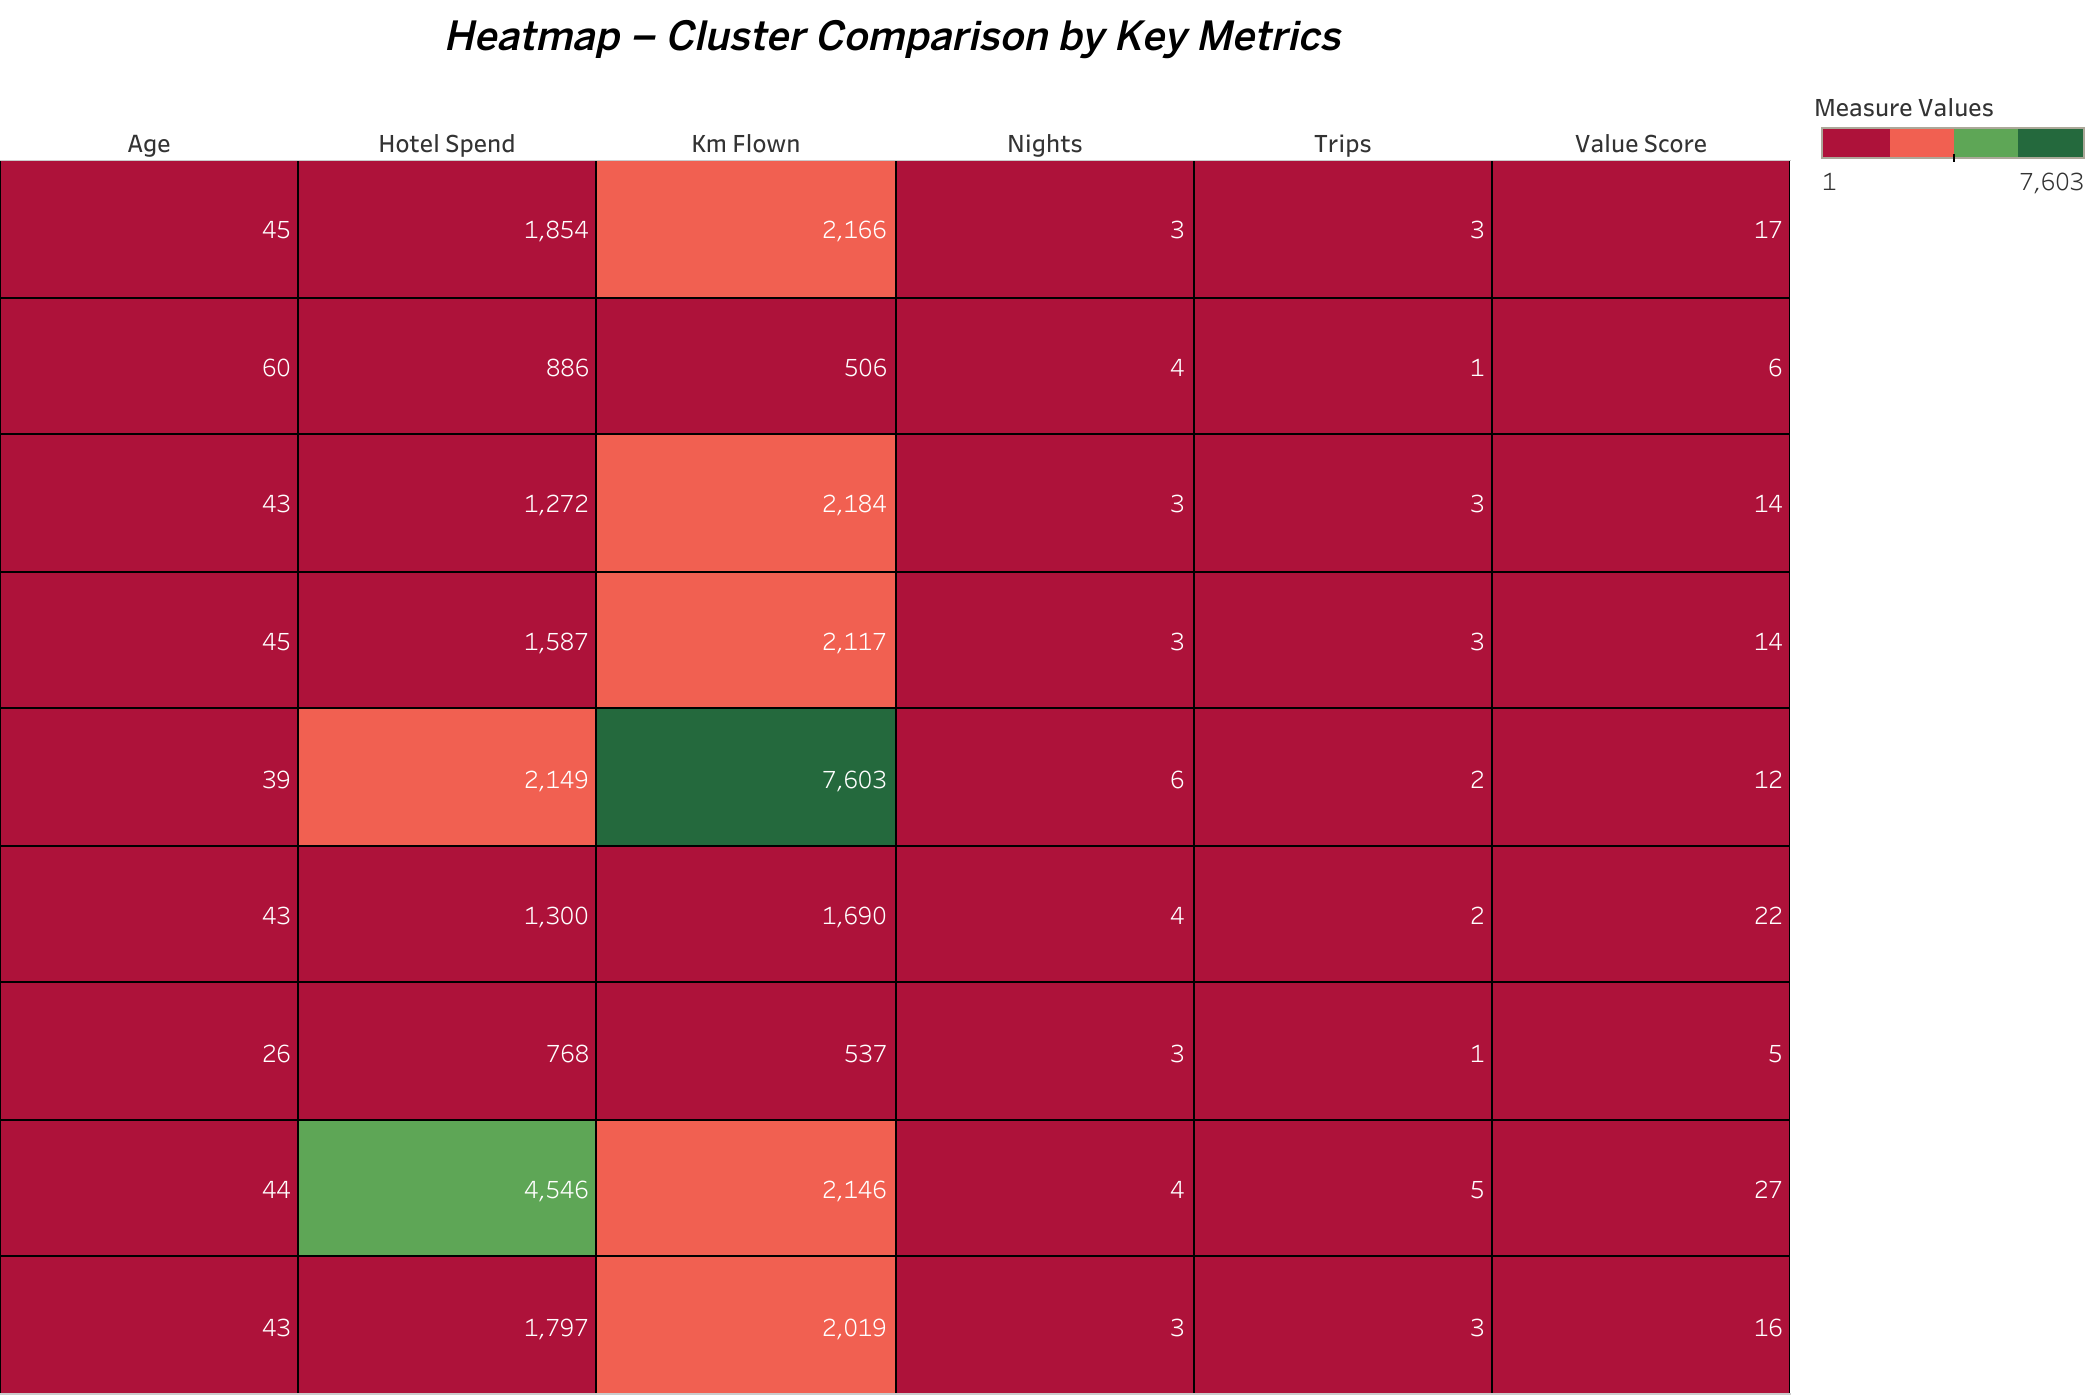 Heatmap – Cluster Comparison by Key Metrics
Measure Values
1 7,603
Age Hotel Spend Km Flown Nights Trips Value Score
45 1,854 2,166 3 3 17
60 886 506 4 1 6
43 1,272 2,184 3 3 14
45 1,587 2,117 3 3 14
39 2,149 7,603 6 2 12
43 1,300 1,690 4 2 22
26 768 537 3 1 5
44 4,546 2,146 4 5 27
43 1,797 2,019 3 3 16